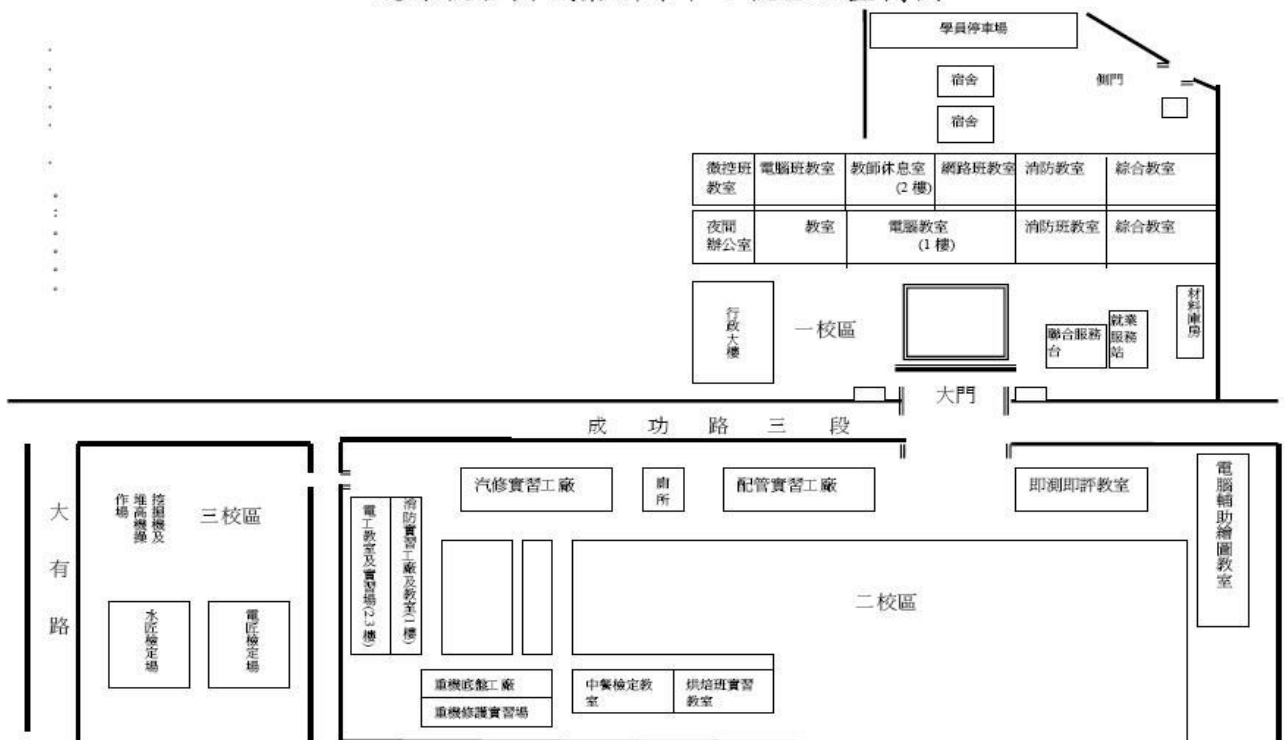 學員停車場
宿舍
側門
宿舍
微控班
教室
電腦班教室
教師休息室
(2 樓)
網路班教室
消防教室
綜合教室
夜間
辦公室
教室
電腦教室
(1 樓)
消防班教室
綜合教室
行政大樓
一校區
聯合服務
台
就業
服務
站
材料庫房
大門
成 功 路 三 段
大有路
挖掘機及
堆高機操
作場
三校區
水匠檢定場
電匠檢定場
電工教室及實習場(2.3 樓)
消防實習工廠及教室(1 樓)
汽修實習工廠
廁所
配管實習工廠
即測即評教室
電腦輔助繪圖教室
二校區
重機底盤工廠
重機修護實習場
中餐檢定教
室
烘焙班實習
教室